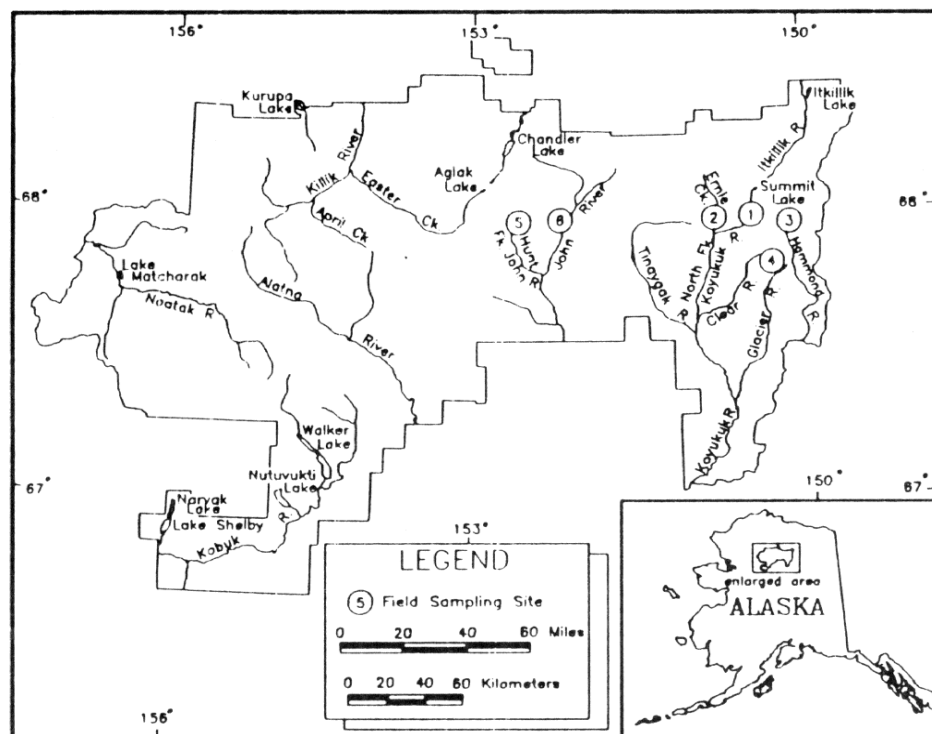 156°
153°
150°
Kurupa
Lake
Itkillik
Lake
Killik River
Easter Ck
April Ck
Chandler
Lake
Aglak
Lake
Itkillik R
Ernie
Ck
Summit
Lake
68°
68°
5
8
2
1
3
4
Hunt
Fk John R
John River
Tinayguk R
North Fk
Koyukuk R
Clear R
Glacier R
Hammond R
Lake
Matcharak
Noatak R
Alatna River
Walker
Lake
Nutuvukti
Lake
Koyukuk R
67°
67°
150°
Narvak
Lake
Lake Shelby
Kobuk R.
153°
156°
LEGEND
5 Field Sampling Site
0 20 40 60 Miles
0 20 40 60 Kilometers
enlarged area
ALASKA